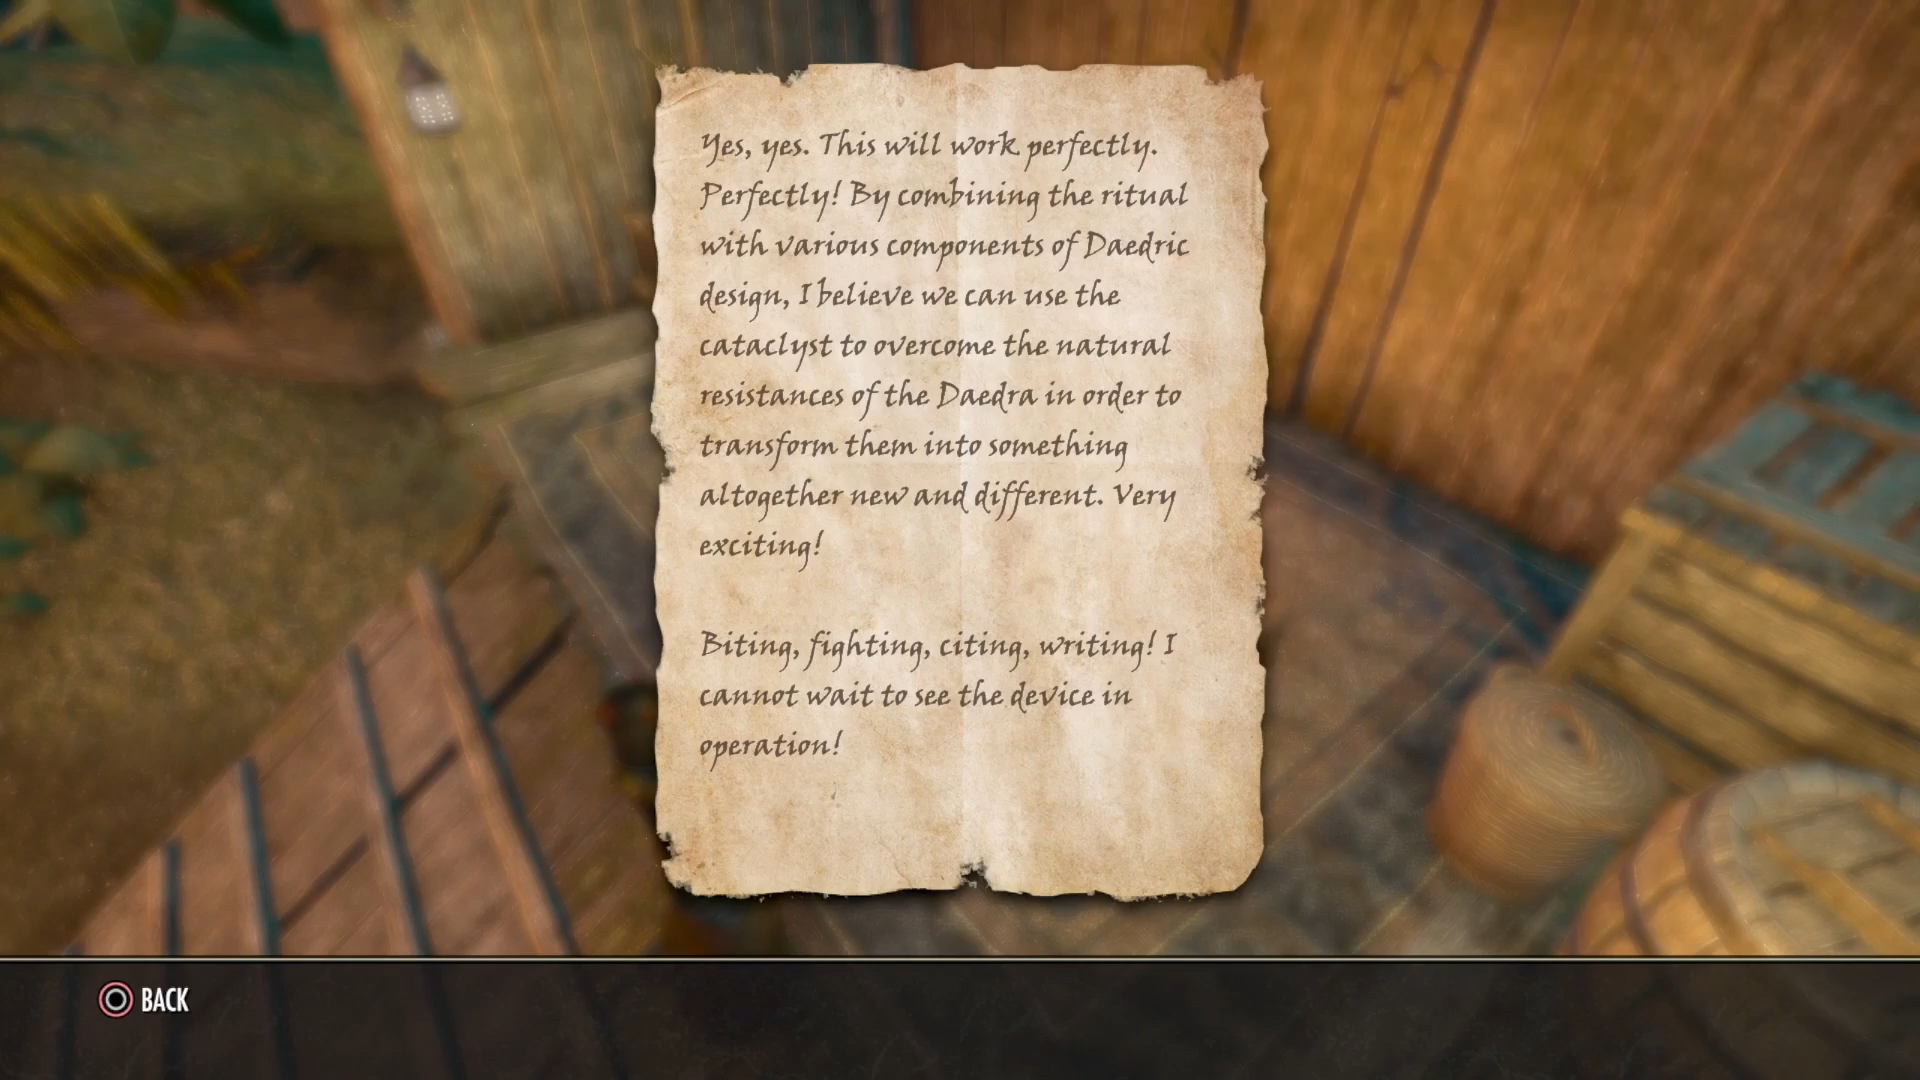 Yes, yes. This will work perfectly.
Perfectly! By combining the ritual
with various components of Daedric
design, I believe we can use the
cataclyst to overcome the natural
resistances of the Daedra in order to
transform them into something
altogether new and different. Very
exciting!
Biting, fighting, citing, writing! I
cannot wait to see the device in
operation!
BACK